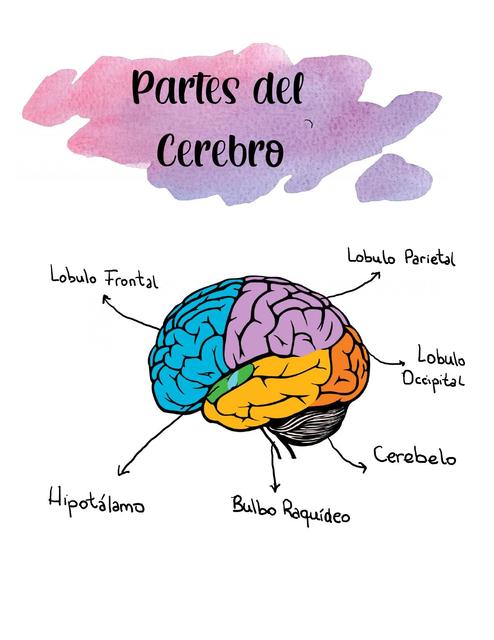 Partes del
Cerebro
Lobulo Parietal
Lobulo Frontal
Lobulo
Occipital
Cerebelo
Hipotálamo
Bulbo Raquídeo